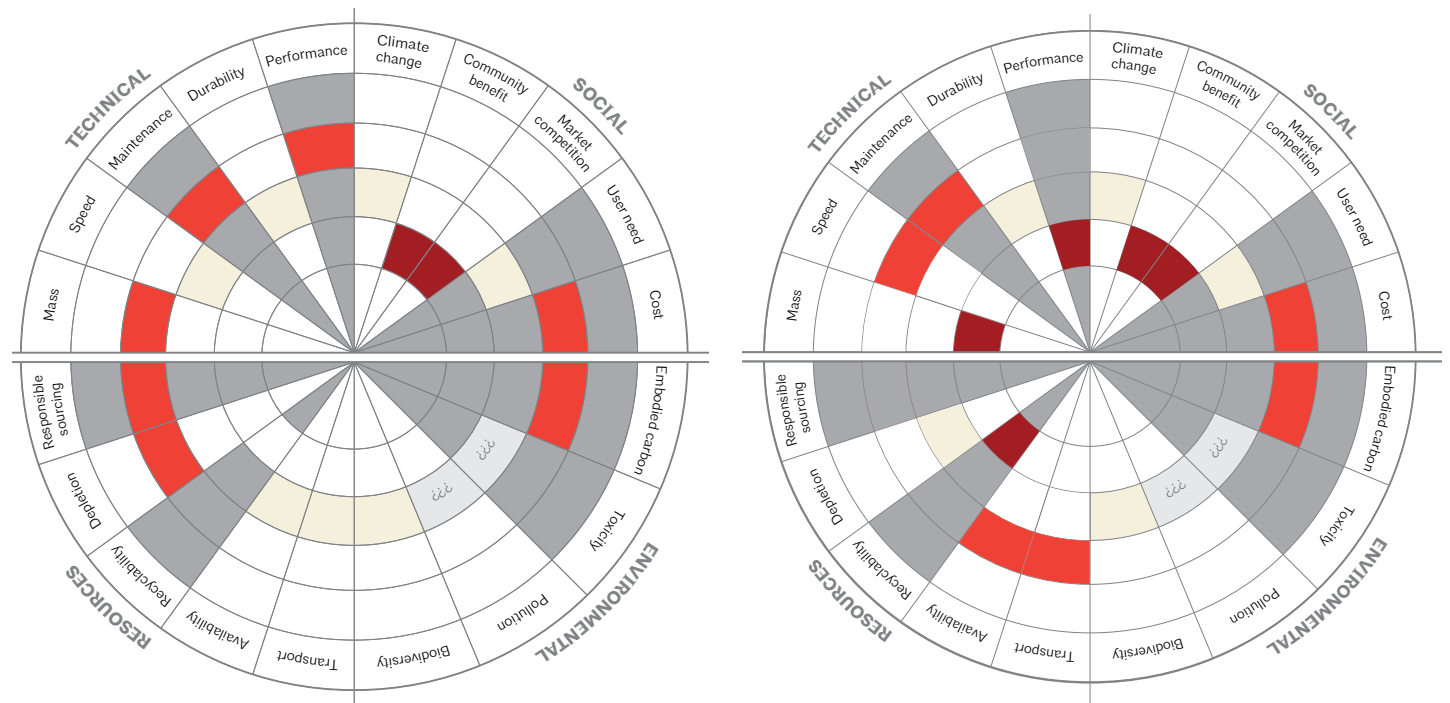 TECHNICAL
SOCIAL
Performance
Climate
change
Durability
Community
benefit
Maintenance
Market
competition
Speed
User need
Mass
Cost
Responsible
sourcing
Embodied carbon
???
???
Depletion
Toxicity
Recyclability
Pollution
Availability
Transport
Biodiversity
RESOURCES
ENVIRONMENTAL
TECHNICAL
SOCIAL
Performance
Climate
change
Durability
Community
benefit
Maintenance
Market
competition
Speed
User need
Mass
Cost
Responsible
sourcing
Embodied carbon
???
???
Depletion
Toxicity
Recyclability
Pollution
Availability
Transport
Biodiversity
RESOURCES
ENVIRONMENTAL